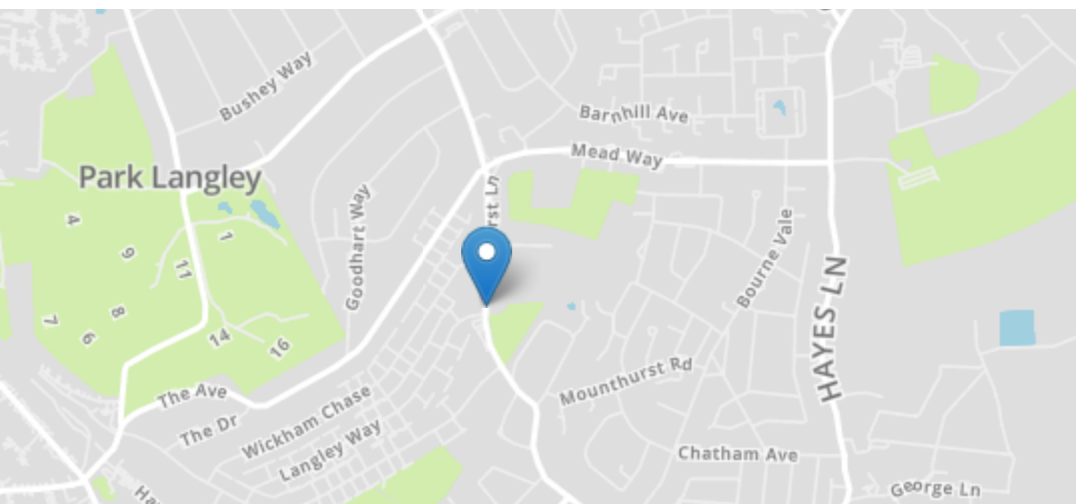 Bushey Way
Barnhill Ave
Mead Way
Park Langley
rst Ln
4
Goodhart Way
1
9
11
Bourne Vale
8
7
6
14
16
HAYES LN
Mounthurst Rd
The Ave
The Dr
Wickham Chase
Langley Way
Chatham Ave
George Ln
Ha